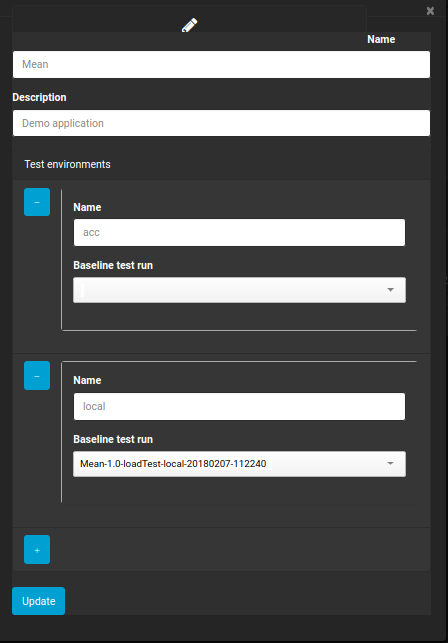 Name
Mean
Description
Demo application
Test environments
Name
acc
Baseline test run
Name
local
Baseline test run
Mean-1.0-loadTest-local-20180207-112240
Update